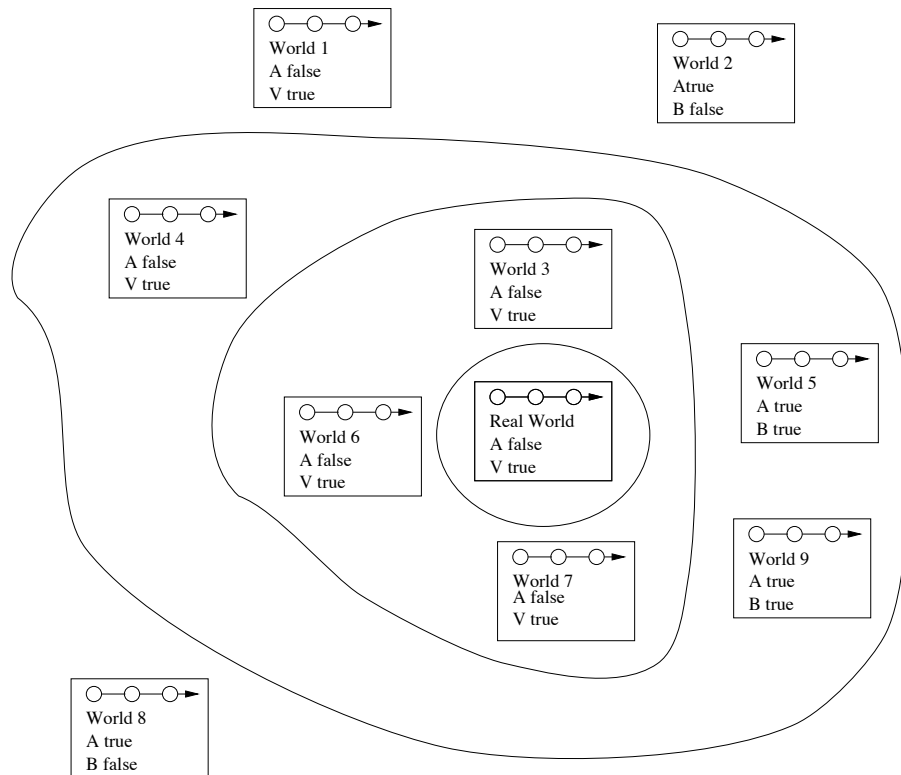 World 1
A false
V true
World 2
Atrue
B false
World 4
A false
V true
World 3
A false
V true
World 5
A true
B true
Real World
A false
V true
World 6
A false
V true
World 9
A true
B true
World 7
A false
V true
World 8
A true
B false